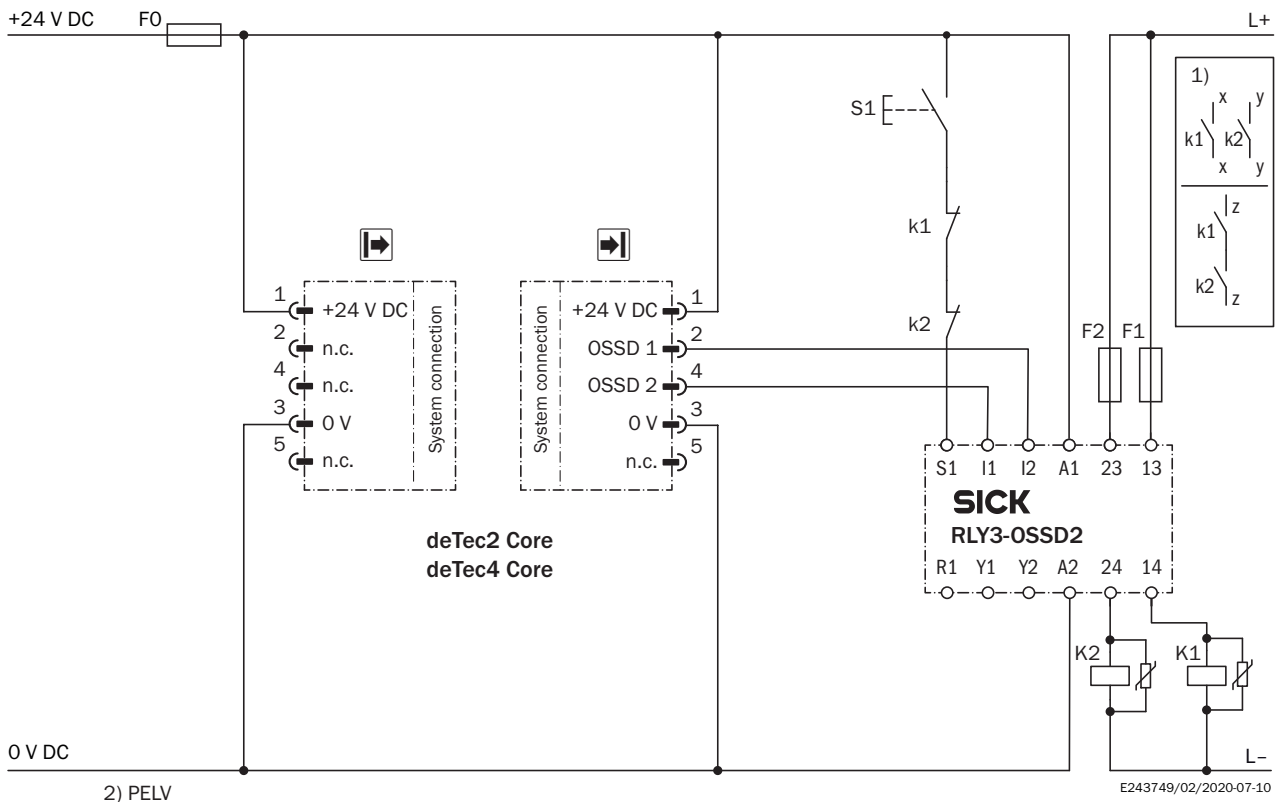 +24 V DC
F0
L+
1)
x
y
k1
k2
x
y
z
k1
k2
z
S1
k1
k2
F2
F1
1
2
4
3
5
+24 V DC
n.c.
n.c.
0 V
n.c.
System connection
System connection
+24 V DC
OSSD 1
OSSD 2
0 V
n.c.
1
2
4
3
5
deTec2 Core
deTec4 Core
S1 I1 I2 A1 23 13
SICK
RLY3-OSSD2
R1 Y1 Y2 A2 24 14
K2
K1
0 V DC
L–
2) PELV
E243749/02/2020-07-10